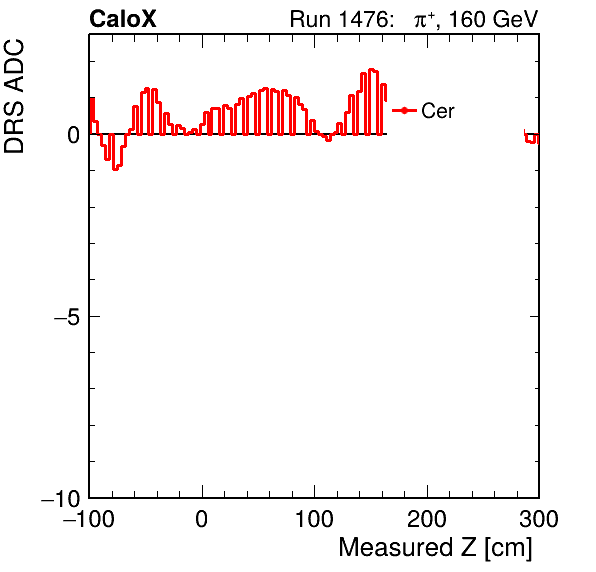 CaloX Run 1476: π⁺, 160 GeV
DRS ADC
Cer
0
−5
−10
−100 0 100 200 300
Measured Z [cm]